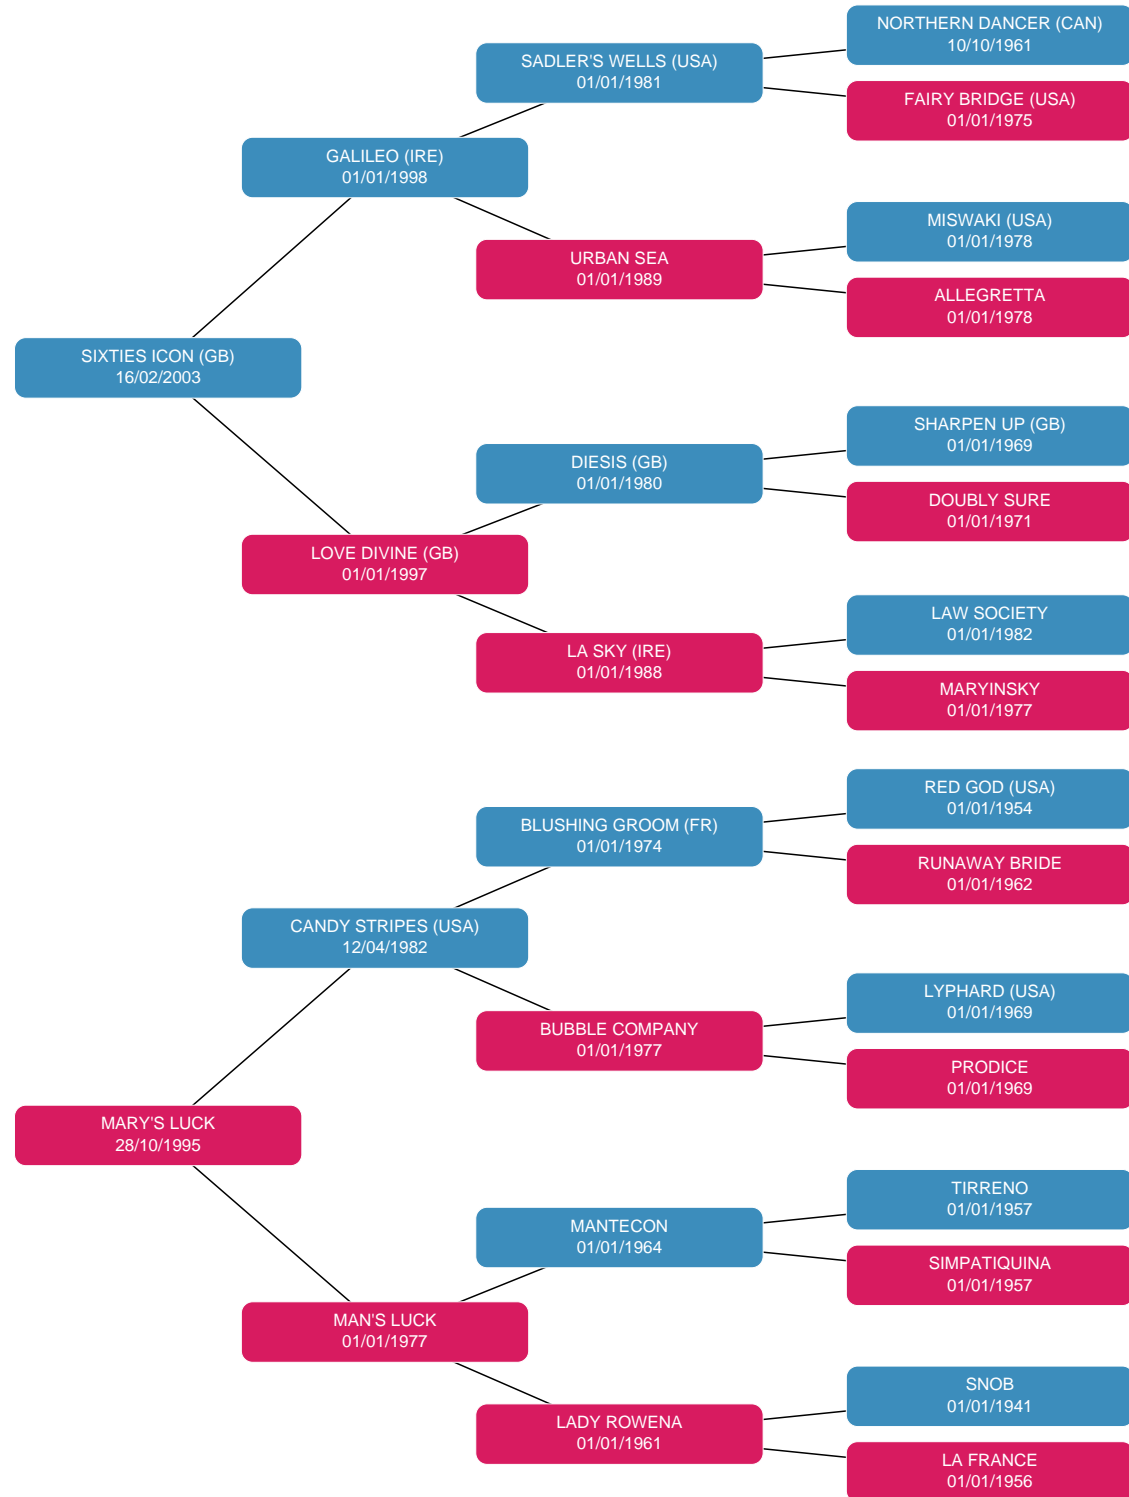 NORTHERN DANCER (CAN)
10/10/1961
SADLER'S WELLS (USA)
01/01/1981
FAIRY BRIDGE (USA)
01/01/1975
GALILEO (IRE)
01/01/1998
MISWAKI (USA)
01/01/1978
URBAN SEA
01/01/1989
ALLEGRETTA
01/01/1978
SIXTIES ICON (GB)
16/02/2003
SHARPEN UP (GB)
01/01/1969
DIESIS (GB)
01/01/1980
DOUBLY SURE
01/01/1971
LOVE DIVINE (GB)
01/01/1997
LAW SOCIETY
01/01/1982
LA SKY (IRE)
01/01/1988
MARYINSKY
01/01/1977
RED GOD (USA)
01/01/1954
BLUSHING GROOM (FR)
01/01/1974
RUNAWAY BRIDE
01/01/1962
CANDY STRIPES (USA)
12/04/1982
LYPHARD (USA)
01/01/1969
BUBBLE COMPANY
01/01/1977
PRODICE
01/01/1969
MARY'S LUCK
28/10/1995
TIRRENO
01/01/1957
MANTECON
01/01/1964
SIMPATIQUINA
01/01/1957
MAN'S LUCK
01/01/1977
SNOB
01/01/1941
LADY ROWENA
01/01/1961
LA FRANCE
01/01/1956